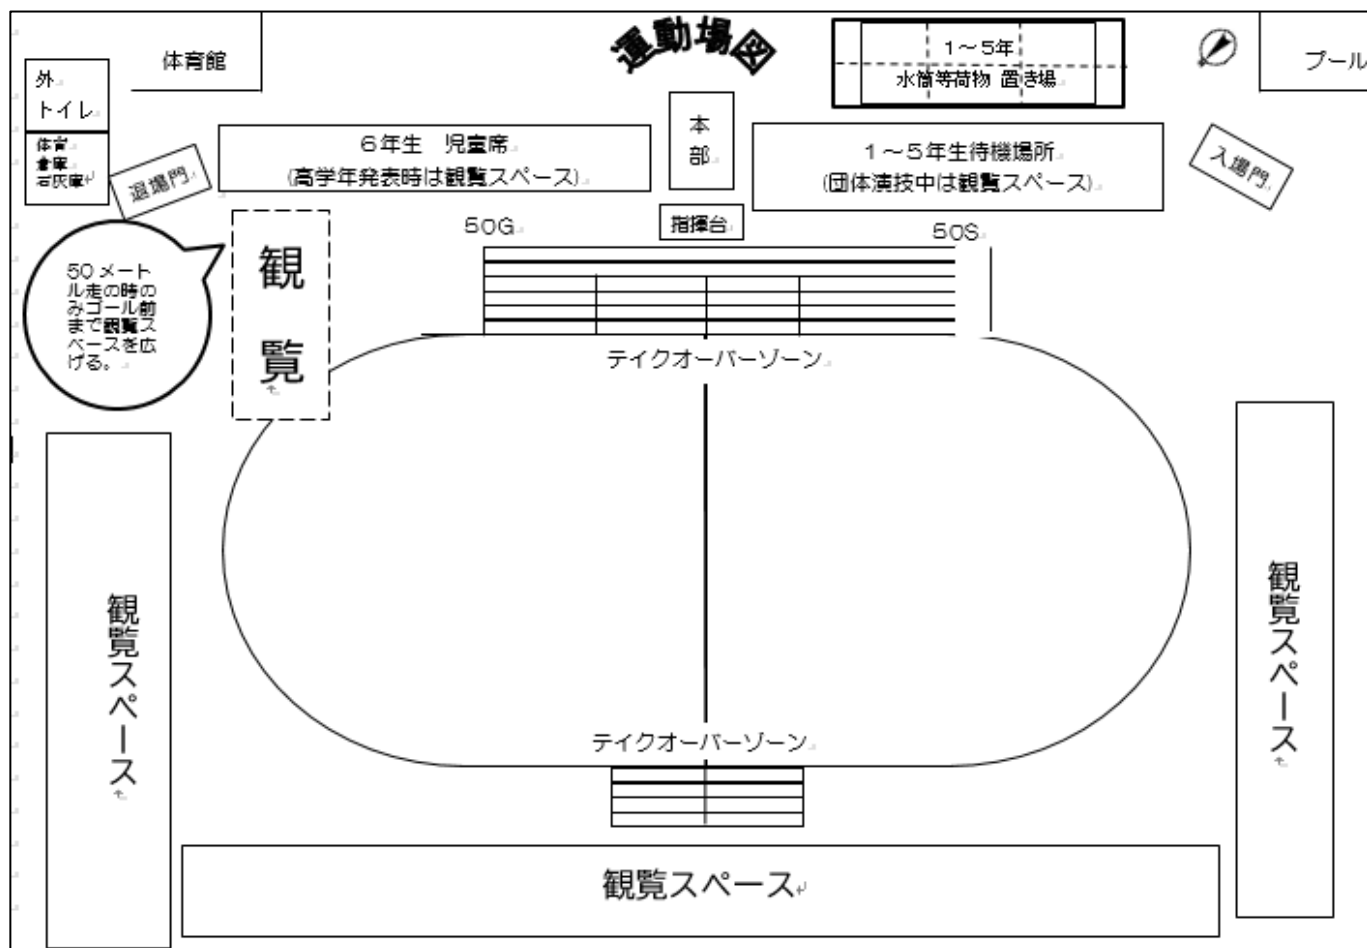 運動場図
体育館
外
トイレ
体育
倉庫
石灰庫
退場門
6年生 児童席
(高学年発表時は観覧スペース)
本
部
指揮台
1~5年
水筒等荷物 置き場
1~5年生待機場所
(団体演技中は観覧スペース)
入場門
プール
50G
50S
50メート
ル走の時の
みゴール前
まで観覧ス
ペースを広
げる。
観
覧
テイクオーバーゾーン
テイクオーバーゾーン
観覧スペース
観覧スペース
観覧スペース